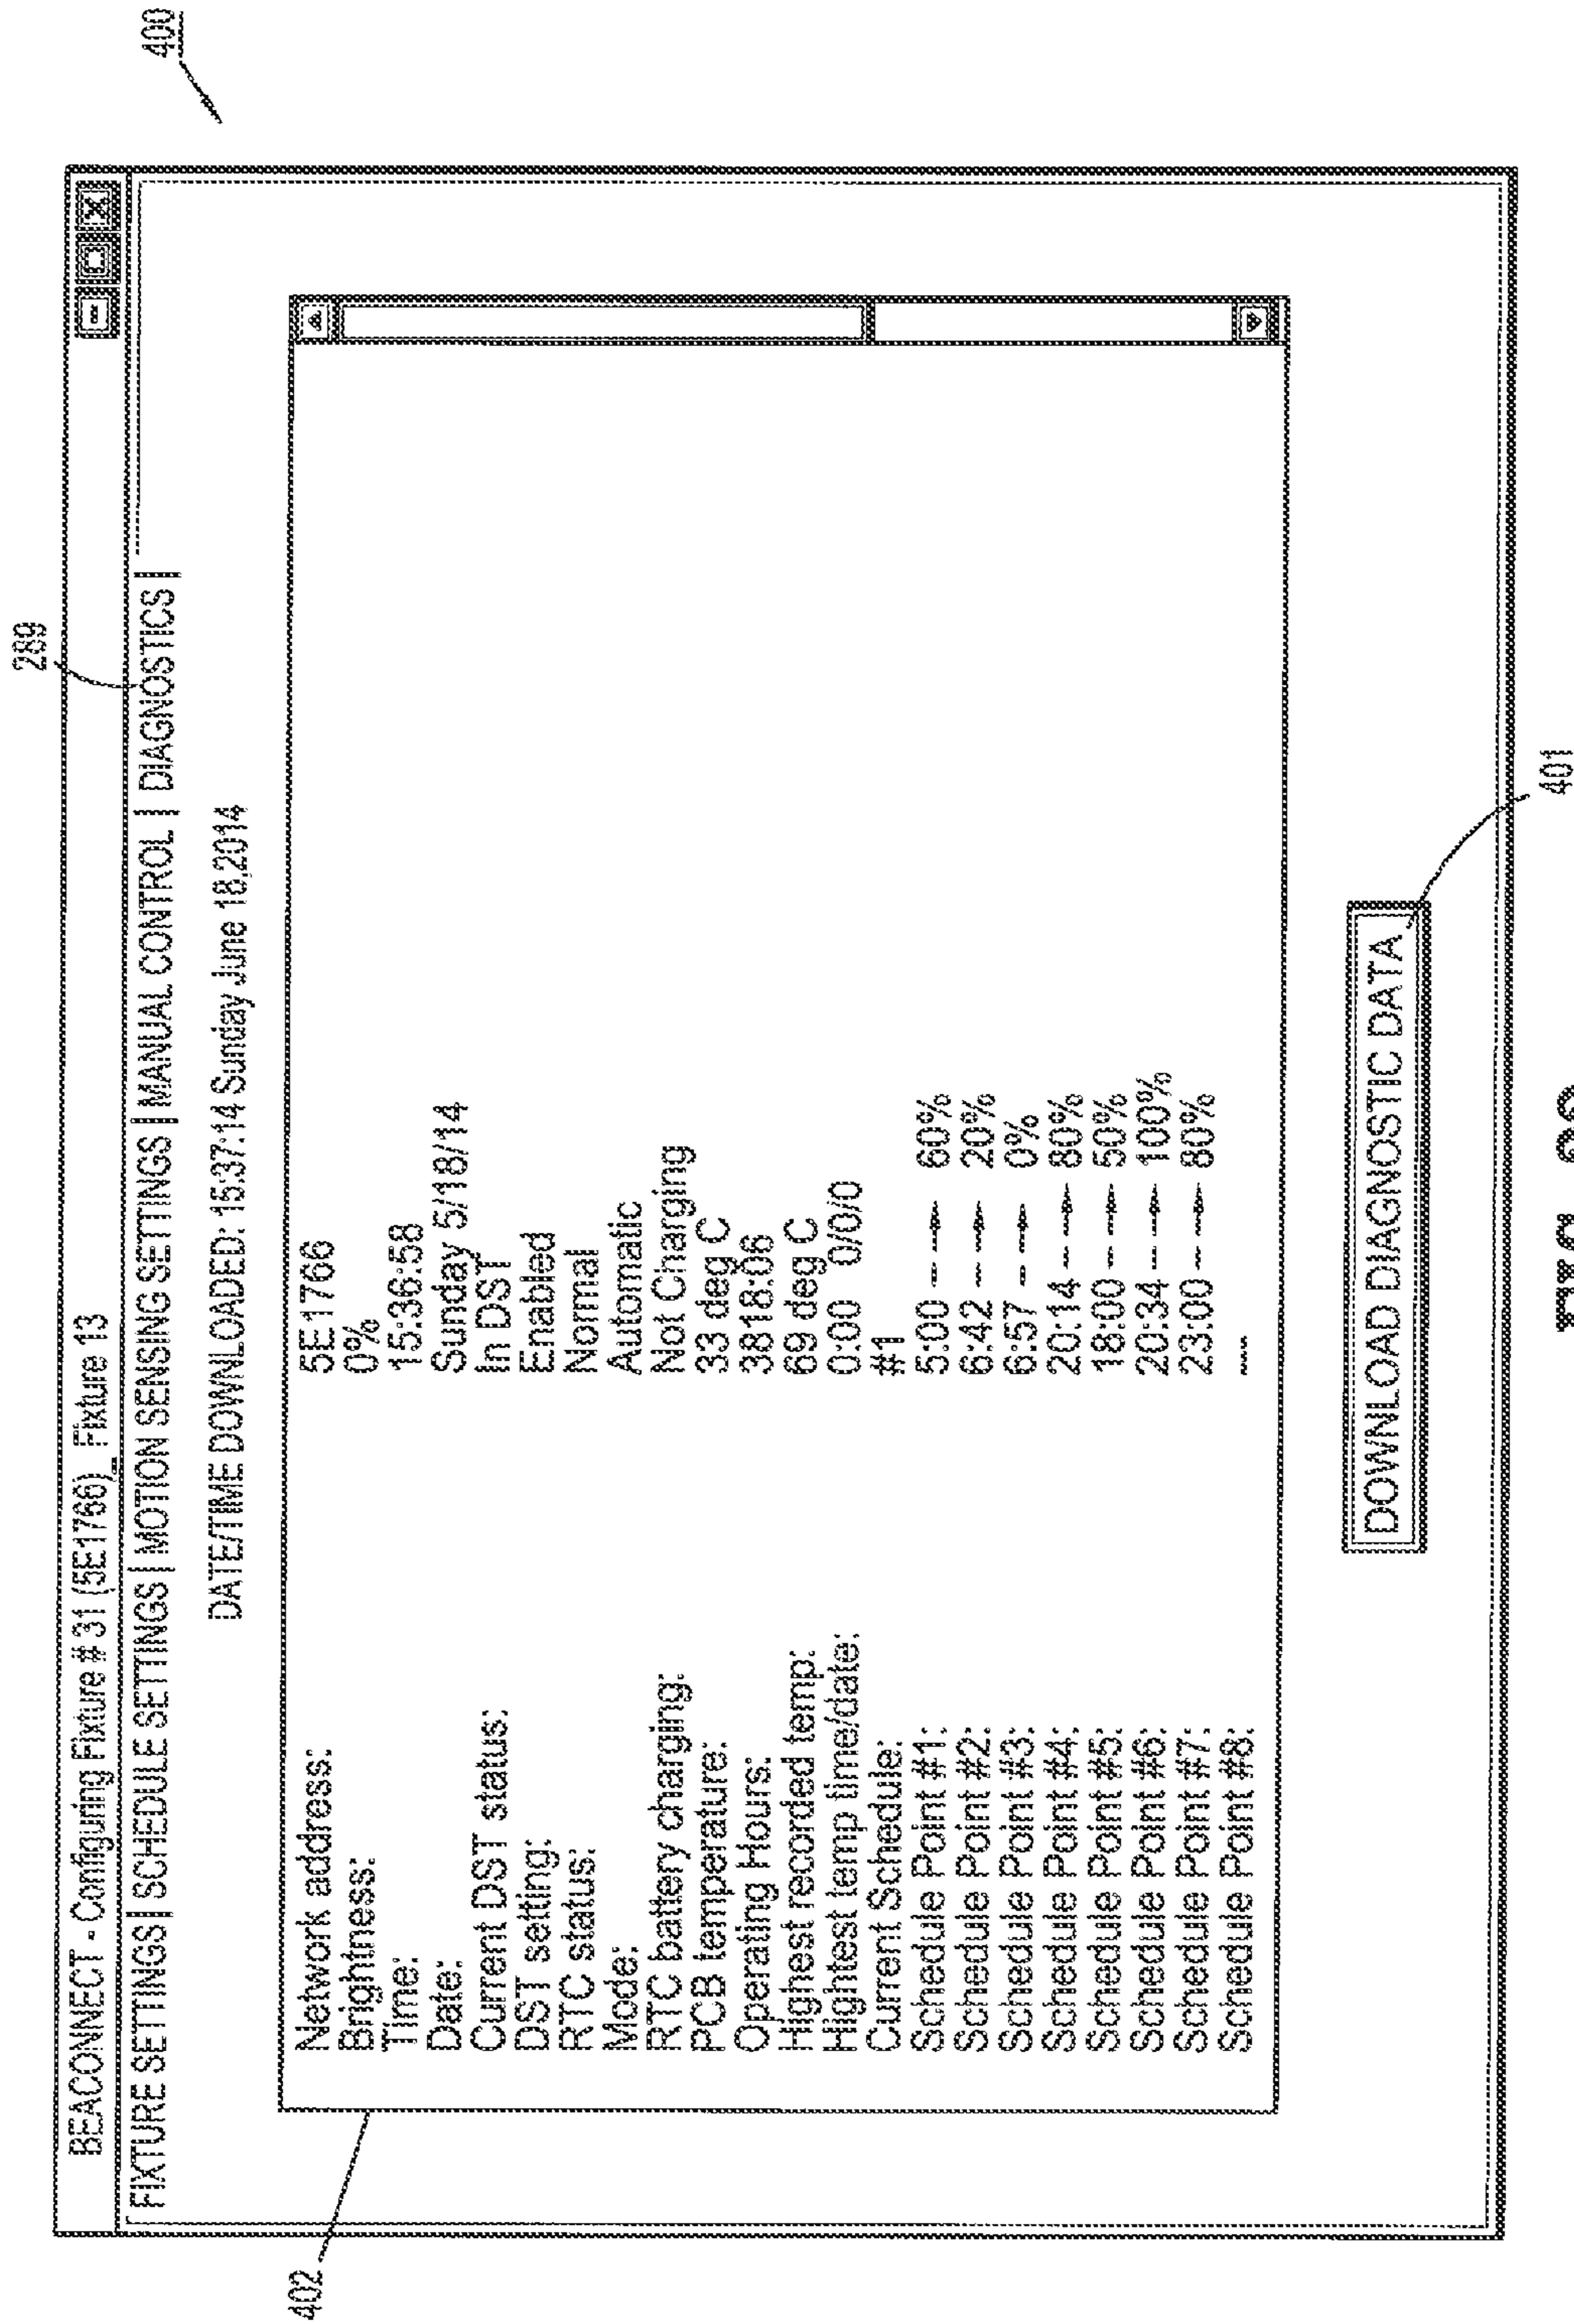 400
289
BEACONNECT - Configuring Fixture # 31 (5E1766)_ Fixture 13
FIXTURE SETTINGS | SCHEDULE SETTINGS | MOTION SENSING SETTINGS | MANUAL CONTROL | DIAGNOSTICS |
DATE/TIME DOWNLOADED: 15:37:14 Sunday June 18,2014
402
Network address: 5E1766
Brightness: 0%
Time: 15:36:58
Date: Sunday 5/18/14
Current DST status: In DST
DST setting: Enabled
RTC status: Normal
Mode: Automatic
RTC battery charging: Not Charging
PCB temperature: 33 deg C
Operating Hours: 3818:06
Highest recorded temp: 69 deg C
Hightest temp time/date: 0:00 0/0/0
Current Schedule: #1
Schedule Point #1: 5:00 --→ 60%
Schedule Point #2: 6:42 --→ 20%
Schedule Point #3: 6:57 --→ 0%
Schedule Point #4: 20:14 --→ 80%
Schedule Point #5: 18:00 --→ 50%
Schedule Point #6: 20:34 --→ 100%
Schedule Point #7: 23:00 --→ 80%
Schedule Point #8: ---
DOWNLOAD DIAGNOSTIC DATA
401